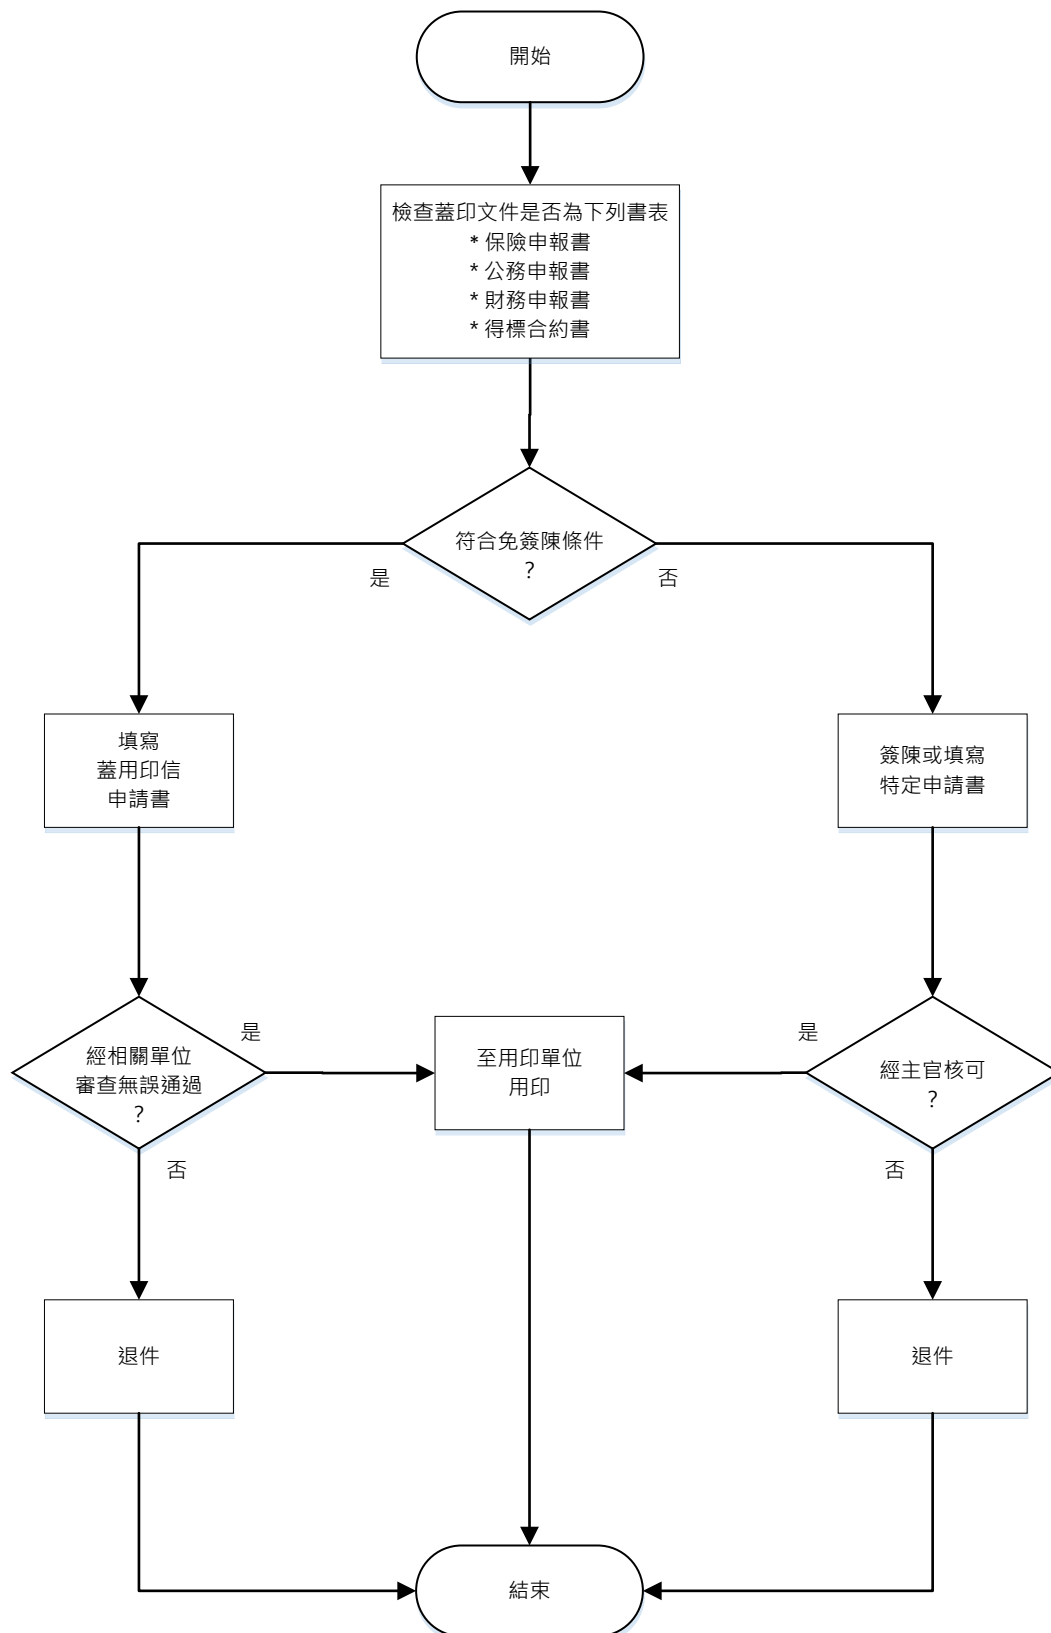 開始
檢查蓋印文件是否為下列書表
* 保險申報書
* 公務申報書
* 財務申報書
* 得標合約書
符合免簽陳條件
?
是
否
填寫
蓋用印信
申請書
簽陳或填寫
特定申請書
經相關單位
審查無誤通過
?
是
否
至用印單位
用印
經主官核可
?
是
否
退件
退件
結束